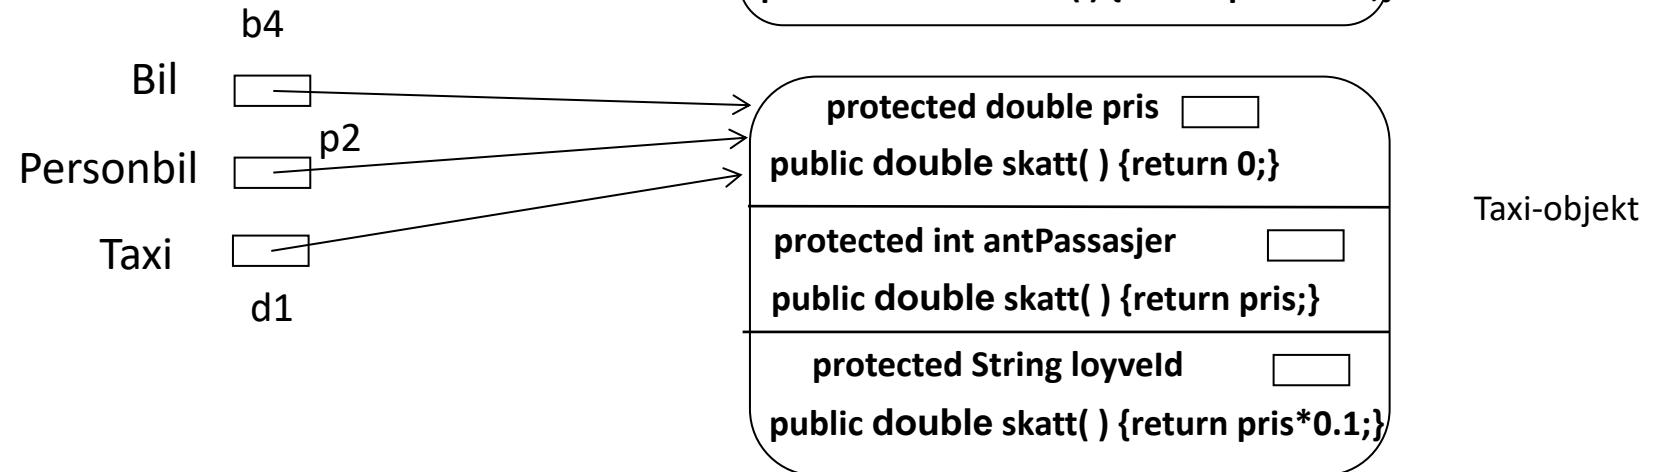 b4
Bil
p2
Personbil
Taxi
d1
protected double pris
public double skatt( ) {return 0;}
protected int antPassasjer
public double skatt( ) {return pris;}
protected String loyveId
public double skatt( ) {return pris*0.1;}
Taxi-objekt